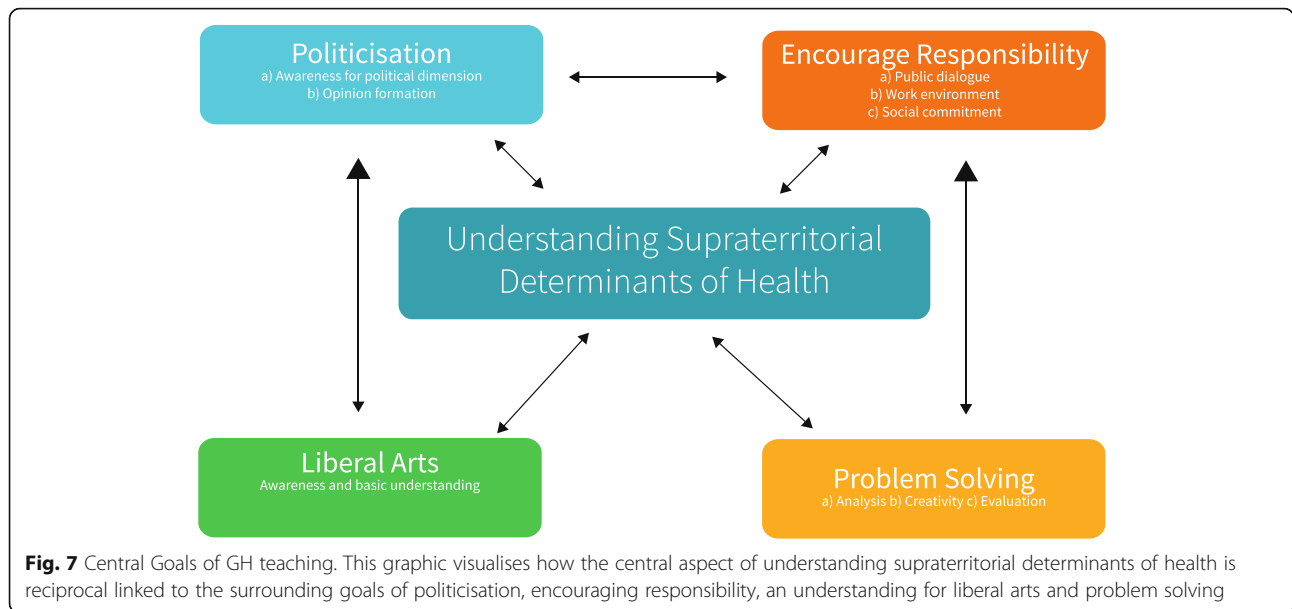 Politicisation
a) Awareness for political dimension
b) Opinion formation
Encourage Responsibility
a) Public dialogue
b) Work environment
c) Social commitment
Understanding Supraterritorial
Determinants of Health
Liberal Arts
Awareness and basic understanding
Problem Solving
a) Analysis b) Creativity c) Evaluation
Fig. 7 Central Goals of GH teaching. This graphic visualises how the central aspect of understanding supraterritorial determinants of health is
reciprocal linked to the surrounding goals of politicisation, encouraging responsibility, an understanding for liberal arts and problem solving